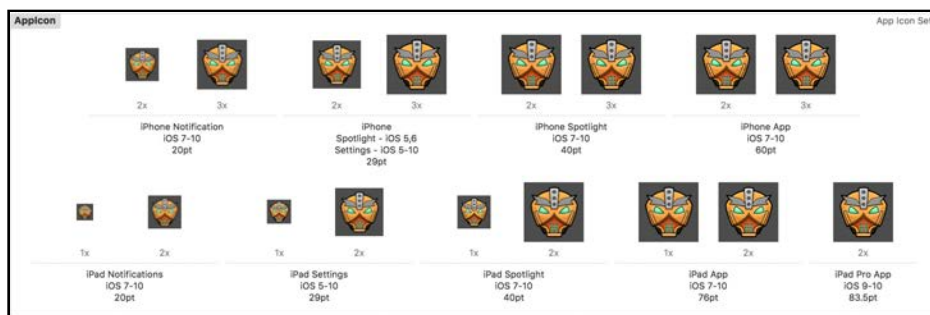 AppIcon
App Icon Set
2x 3x 2x 3x 2x 3x 2x 3x
iPhone Notification
iOS 7-10
20pt
iPhone
Spotlight - iOS 5,6
Settings - iOS 5-10
29pt
iPhone Spotlight
iOS 7-10
40pt
iPhone App
iOS 7-10
60pt
1x 2x 1x 2x 1x 2x 1x 2x 2x
iPad Notifications
iOS 7-10
20pt
iPad Settings
iOS 5-10
29pt
iPad Spotlight
iOS 7-10
40pt
iPad App
iOS 7-10
76pt
iPad Pro App
iOS 9-10
83.5pt